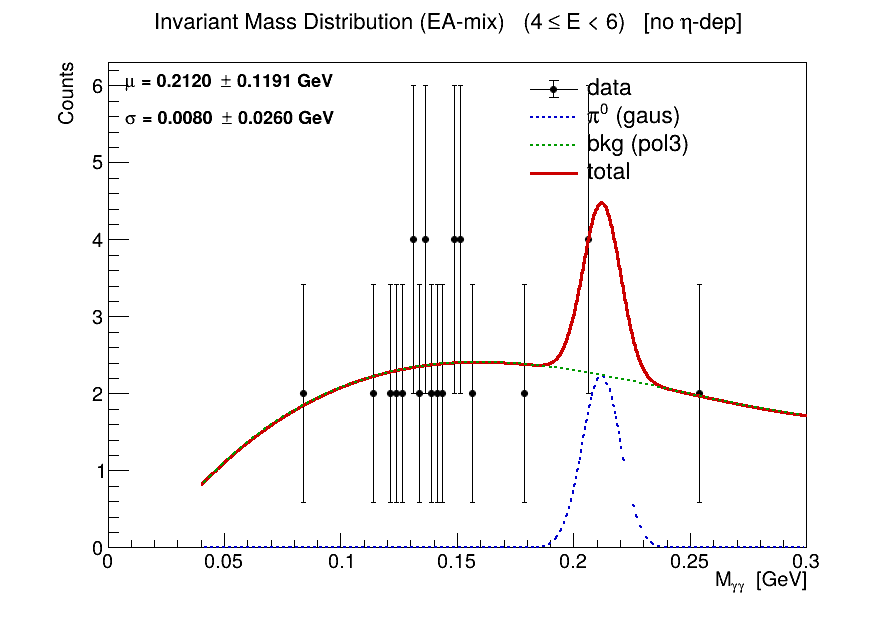 Invariant Mass Distribution (EA-mix) (4 ≤ E < 6) [no η-dep]
μ = 0.2120 ± 0.1191 GeV
σ = 0.0080 ± 0.0260 GeV
data
π⁰ (gaus)
bkg (pol3)
total
Counts
6
5
4
3
2
1
0
0 0.05 0.1 0.15 0.2 0.25 0.3
M_γγ [GeV]